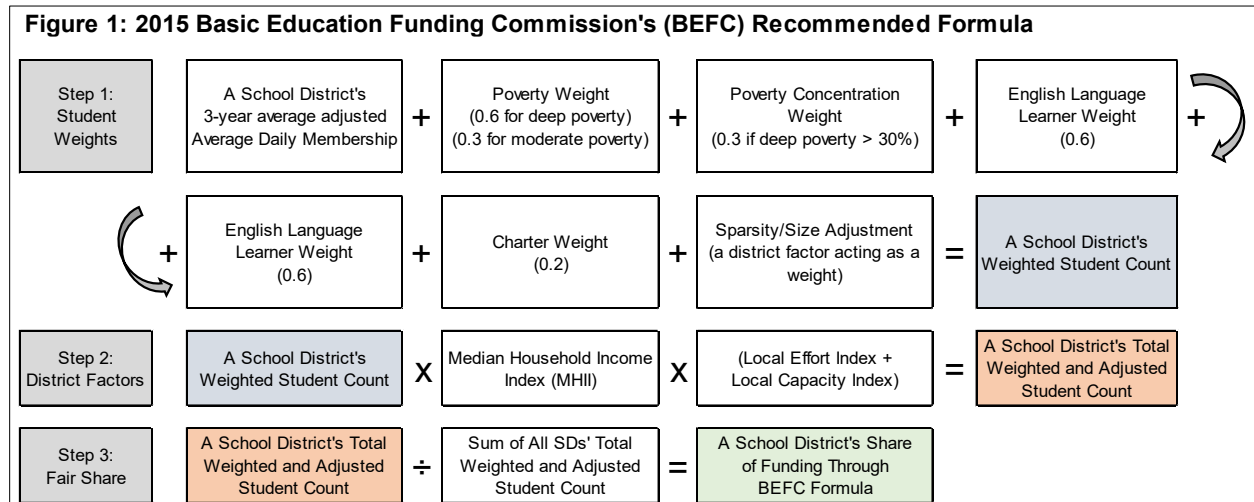 Figure 1: 2015 Basic Education Funding Commission's (BEFC) Recommended Formula
Step 1:
Student
Weights
A School District's
3-year average adjusted
Average Daily Membership
+
Poverty Weight
(0.6 for deep poverty)
(0.3 for moderate poverty)
+
Poverty Concentration
Weight
(0.3 if deep poverty > 30%)
+
English Language
Learner Weight
(0.6)
+
+
English Language
Learner Weight
(0.6)
+
Charter Weight
(0.2)
+
Sparsity/Size Adjustment
(a district factor acting as a
weight)
=
A School District's
Weighted Student Count
Step 2:
District Factors
A School District's
Weighted Student Count
x
Median Household Income
Index (MHII)
x
(Local Effort Index +
Local Capacity Index)
=
A School District's Total
Weighted and Adjusted
Student Count
Step 3:
Fair Share
A School District's Total
Weighted and Adjusted
Student Count
÷
Sum of All SDs' Total
Weighted and Adjusted
Student Count
=
A School District's Share
of Funding Through
BEFC Formula